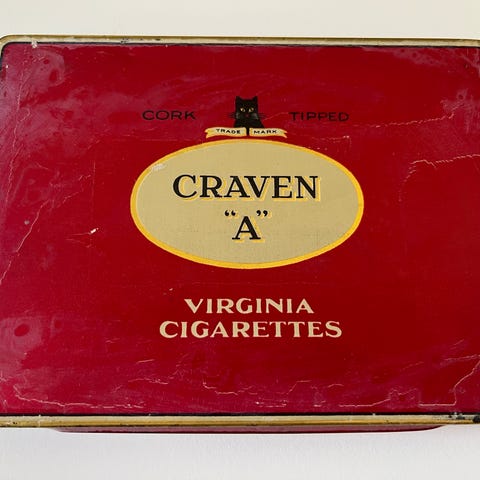 CORK TIPPED
TRADE MARK
CRAVEN
"A"
VIRGINIA
CIGARETTES